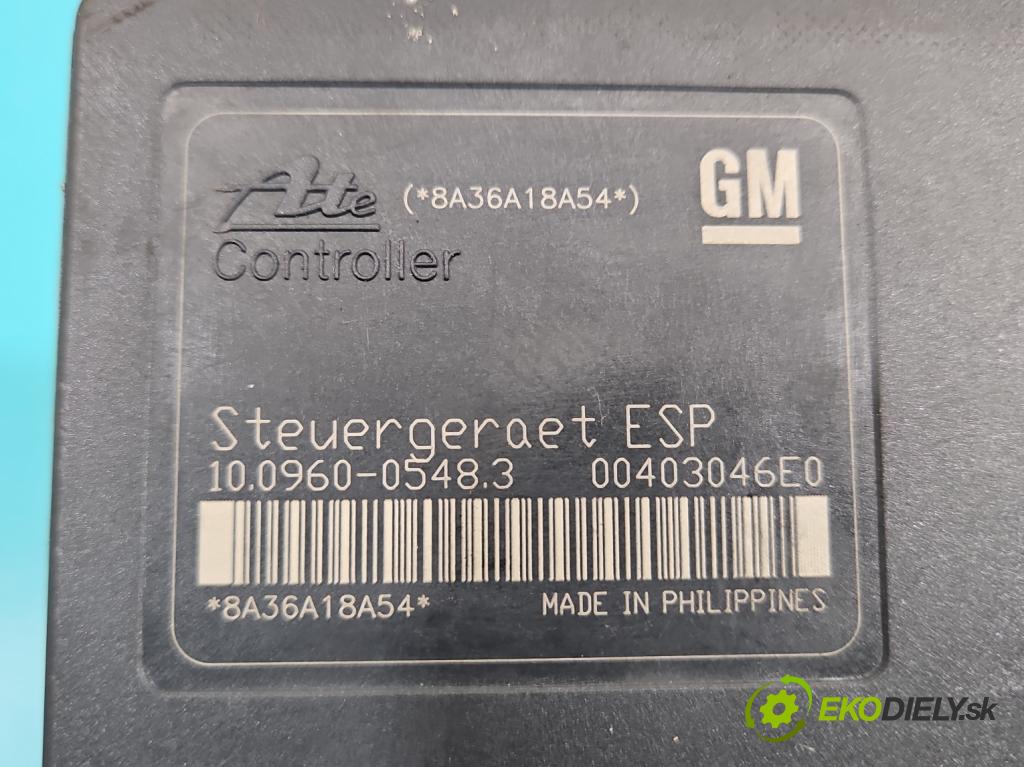 Ate (*8A36A18A54*) GM
Controller
Steuergeraet ESP
10.0960-0548.3 00403046E0
*8A36A18A54* MADE IN PHILIPPINES
EKODIELY.sk